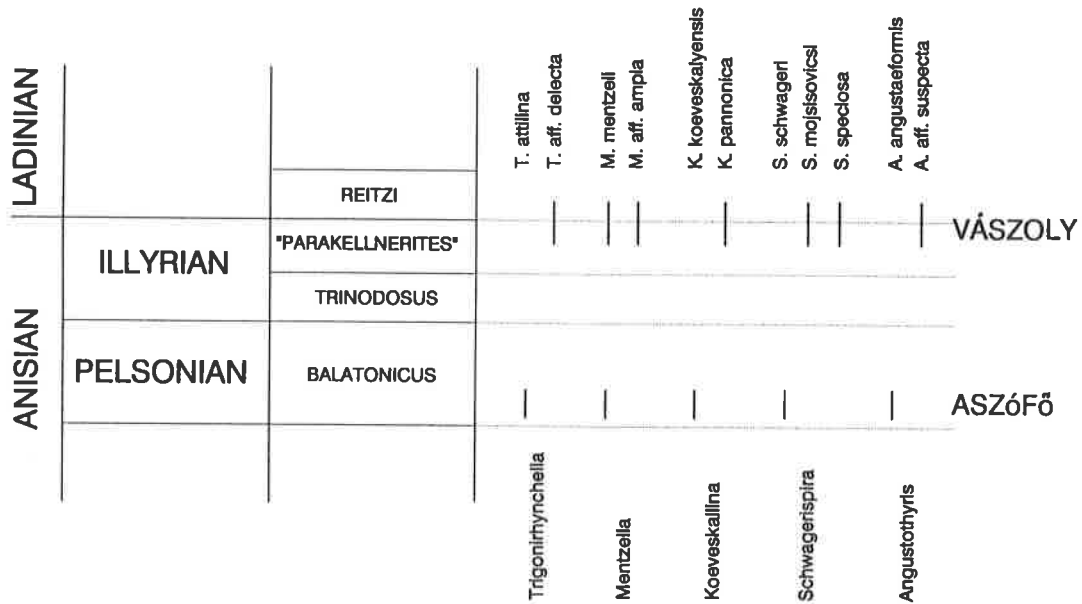 LADINIAN
ANISIAN
ILLYRIAN
PELSONIAN
REITZI
"PARAKELLNERITES"
TRINODOSUS
BALATONICUS
T. attilina
T. aff. delecta
M. mentzeli
M. aff. ampla
K. koeveskalyensis
K. pannonica
S. schwageri
S. mojsisovicsi
S. speciosa
A. angustaeformis
A. aff. suspecta
VÁSZOLY
ASZóFő
Trigonirhynchella
Mentzelia
Koeveskallina
Schwagerispira
Angustothyris